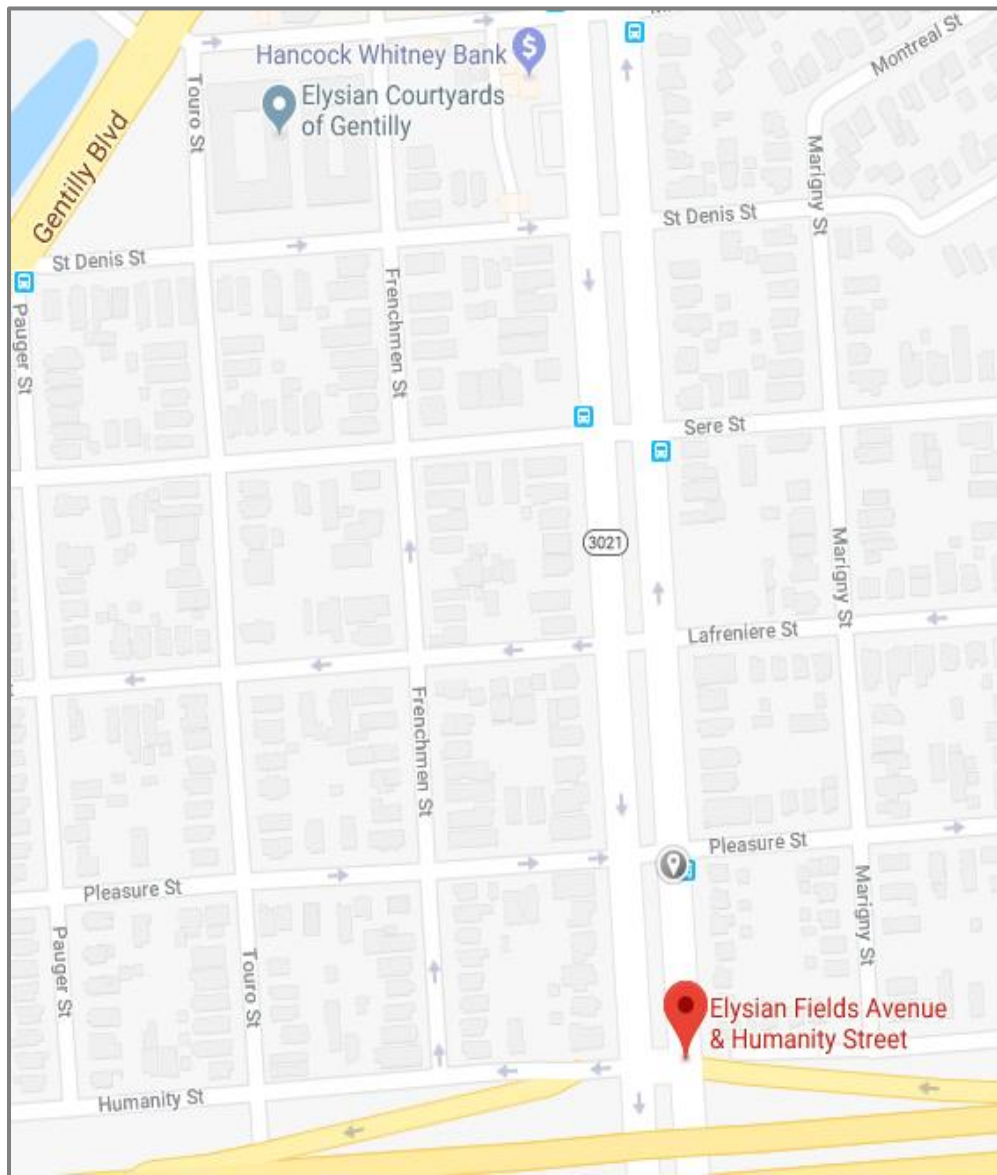 Hancock Whitney Bank
$
Montreal St
Touro St
Elysian Courtyards
of Gentilly
Gentilly Blvd
Marigny St
St Denis St
St Denis St
Pauger St
Frenchmen St
Sere St
3021
Marigny St
Lafreniere St
Frenchmen St
Pleasure St
Pleasure St
Marigny St
Pauger St
Touro St
Elysian Fields Avenue
& Humanity Street
Humanity St